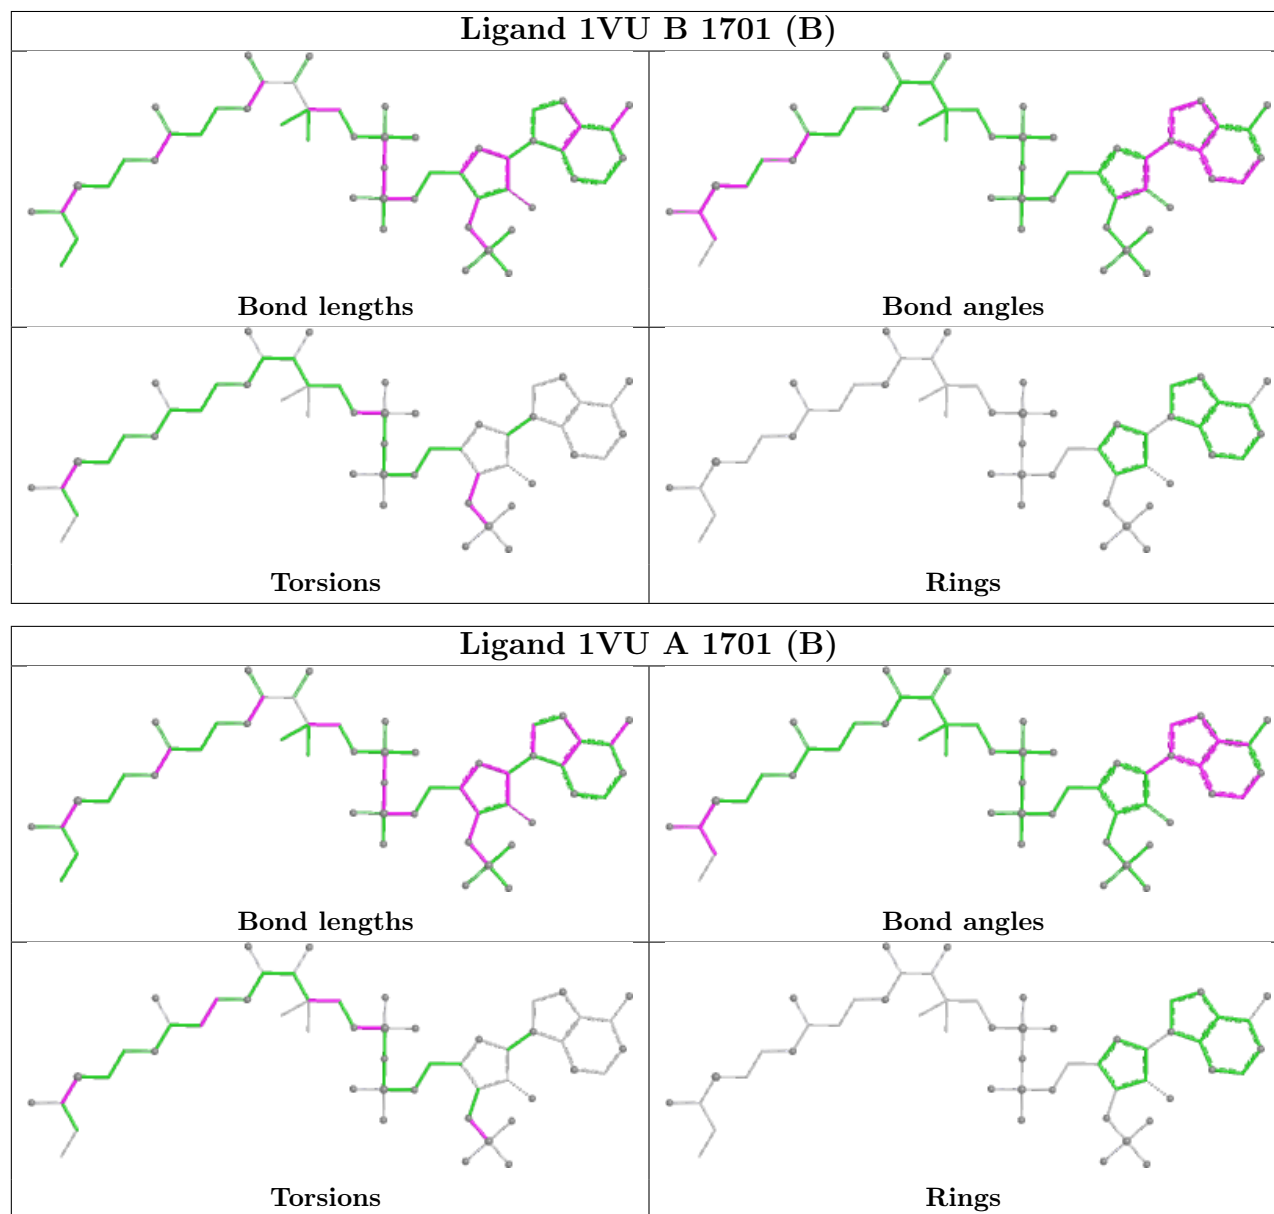 Ligand 1VU B 1701 (B)
Bond lengths
Bond angles
Torsions
Rings
Ligand 1VU A 1701 (B)
Bond lengths
Bond angles
Torsions
Rings